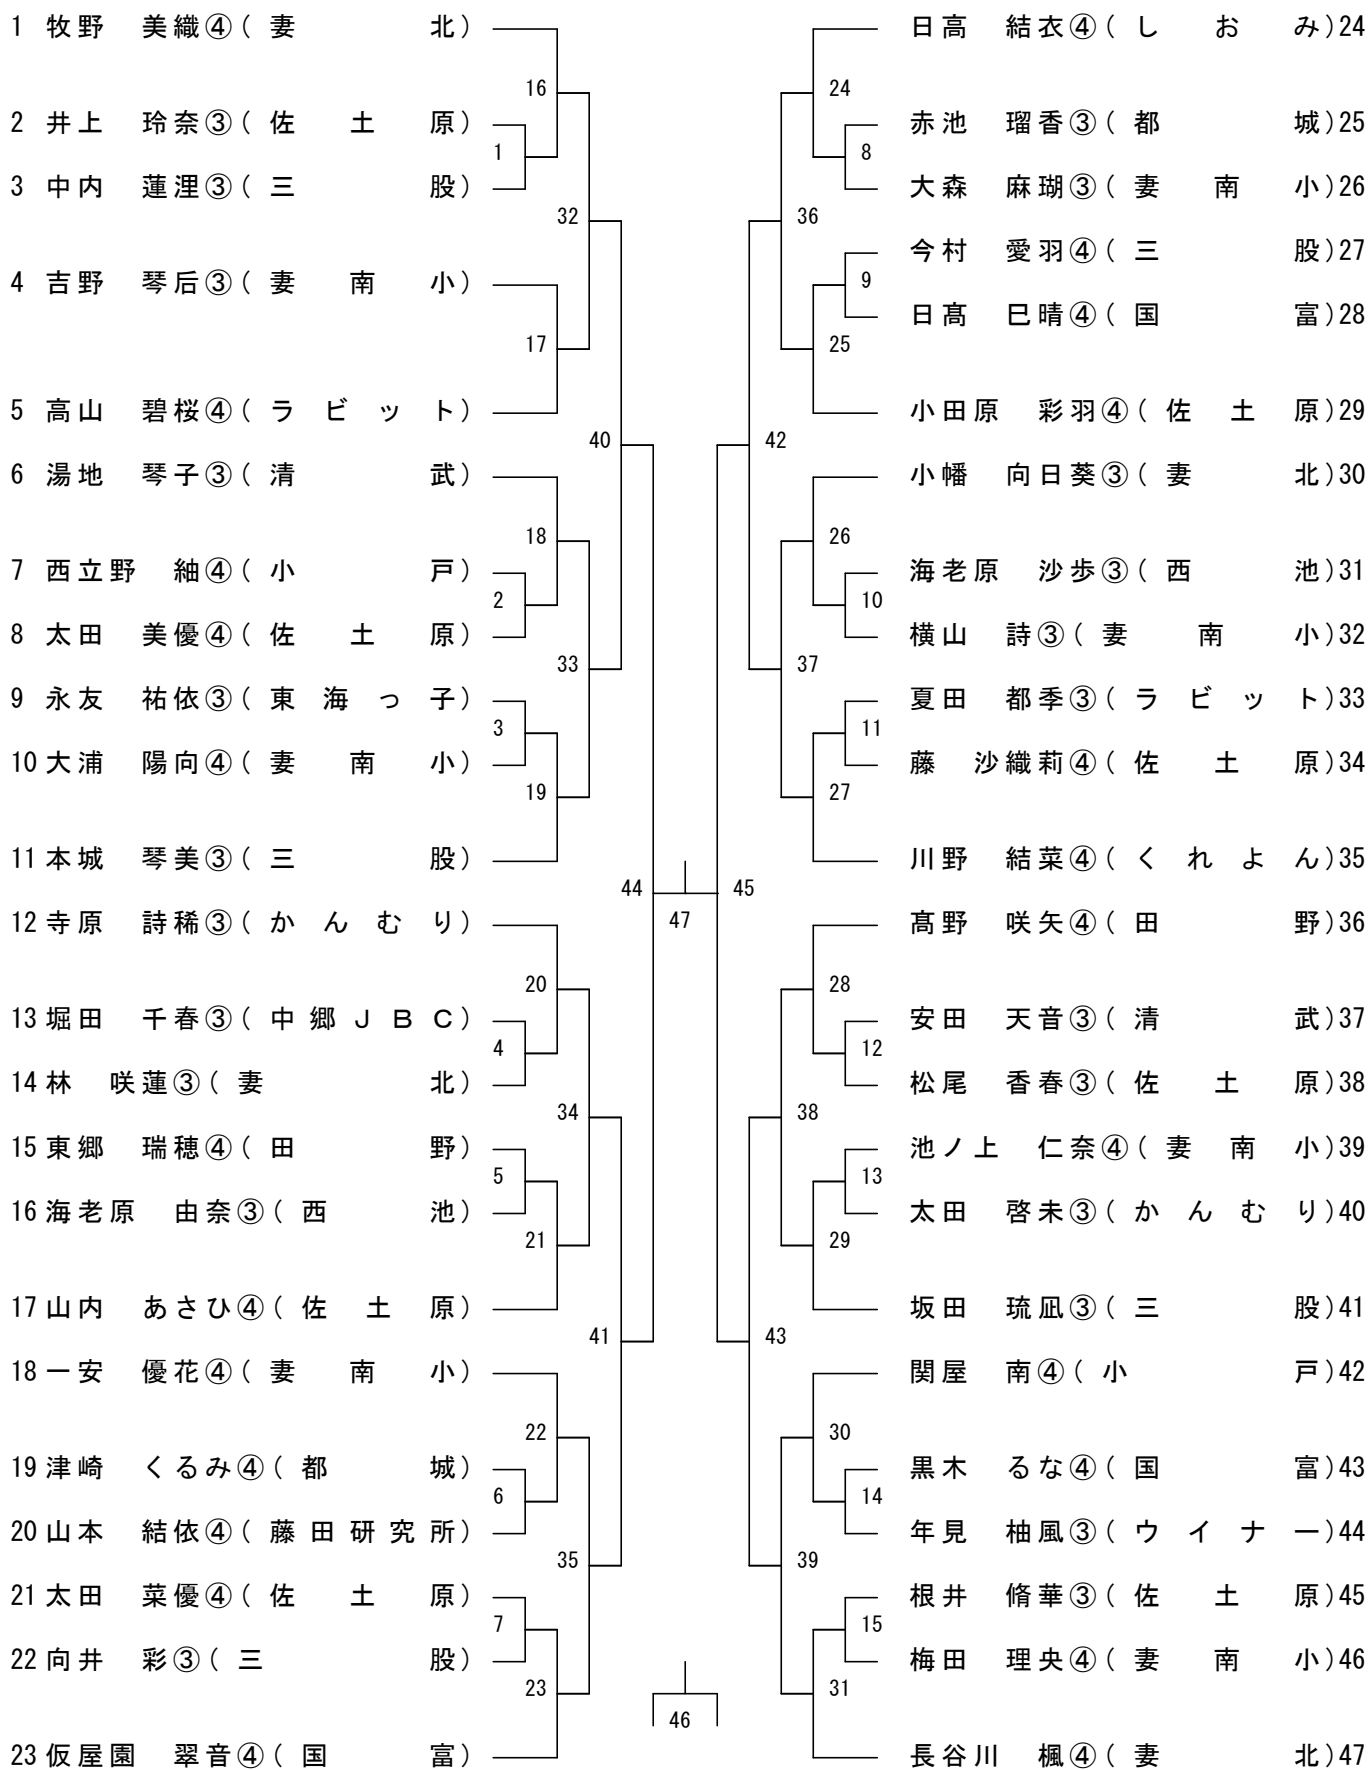 1 牧野 美織④(妻 北)
16
2 井上 玲奈③(佐 土 原)
1
3 中内 蓮浬③(三 股)
32
4 吉野 琴后③(妻 南 小)
17
5 高山 碧桜④(ラ ビ ッ ト)
40
6 湯地 琴子③(清 武)
18
7 西立野 紬④(小 戸)
2
8 太田 美優④(佐 土 原)
33
9 永友 祐依③(東 海 っ 子)
3
10 大浦 陽向④(妻 南 小)
19
11 本城 琴美③(三 股)
44
12 寺原 詩稀③(か ん む り)
20
13 堀田 千春③(中 郷 J B C)
4
14 林 咲蓮③(妻 北)
34
15 東郷 瑞穂④(田 野)
5
16 海老原 由奈③(西 池)
21
17 山内 あさひ④(佐 土 原)
41
18 一安 優花④(妻 南 小)
22
19 津崎 くるみ④(都 城)
6
20 山本 結依④(藤 田 研 究 所)
35
21 太田 菜優④(佐 土 原)
7
22 向井 彩③(三 股)
23
23 仮屋園 翠音④(国 富)
47
46
日高 結衣④(し お み)24
24
赤池 瑠香③(都 城)25
8
大森 麻瑚③(妻 南 小)26
36
今村 愛羽④(三 股)27
9
日髙 巳晴④(国 富)28
25
小田原 彩羽④(佐 土 原)29
42
小幡 向日葵③(妻 北)30
26
海老原 沙歩③(西 池)31
10
横山 詩③(妻 南 小)32
37
夏田 都季③(ラ ビ ッ ト)33
11
藤 沙織莉④(佐 土 原)34
27
川野 結菜④(く れ よ ん)35
45
髙野 咲矢④(田 野)36
28
安田 天音③(清 武)37
12
松尾 香春③(佐 土 原)38
38
池ノ上 仁奈④(妻 南 小)39
13
太田 啓未③(か ん む り)40
29
坂田 琉凪③(三 股)41
43
関屋 南④(小 戸)42
30
黒木 るな④(国 富)43
14
年見 柚風③(ウ イ ナ ー)44
39
根井 脩華③(佐 土 原)45
15
梅田 理央④(妻 南 小)46
31
長谷川 楓④(妻 北)47